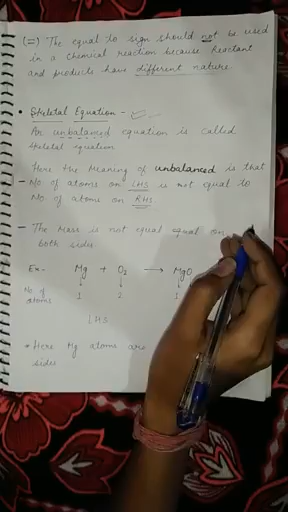 (=) The equal to sign should not be used
in a chemical reaction because Reactant
and products have different nature.
• Skeletal Equation -
An unbalanced equation is called
skeletal equation
Here the Meaning of unbalanced is that
- No of atoms on LHS is not equal to
No of atoms on RHS
- The Mass is not equal equal on
both sides.
Ex- Mg + O₂ → MgO
No of
atoms 1 2 1
LHS
• Here Mg atoms are
sides